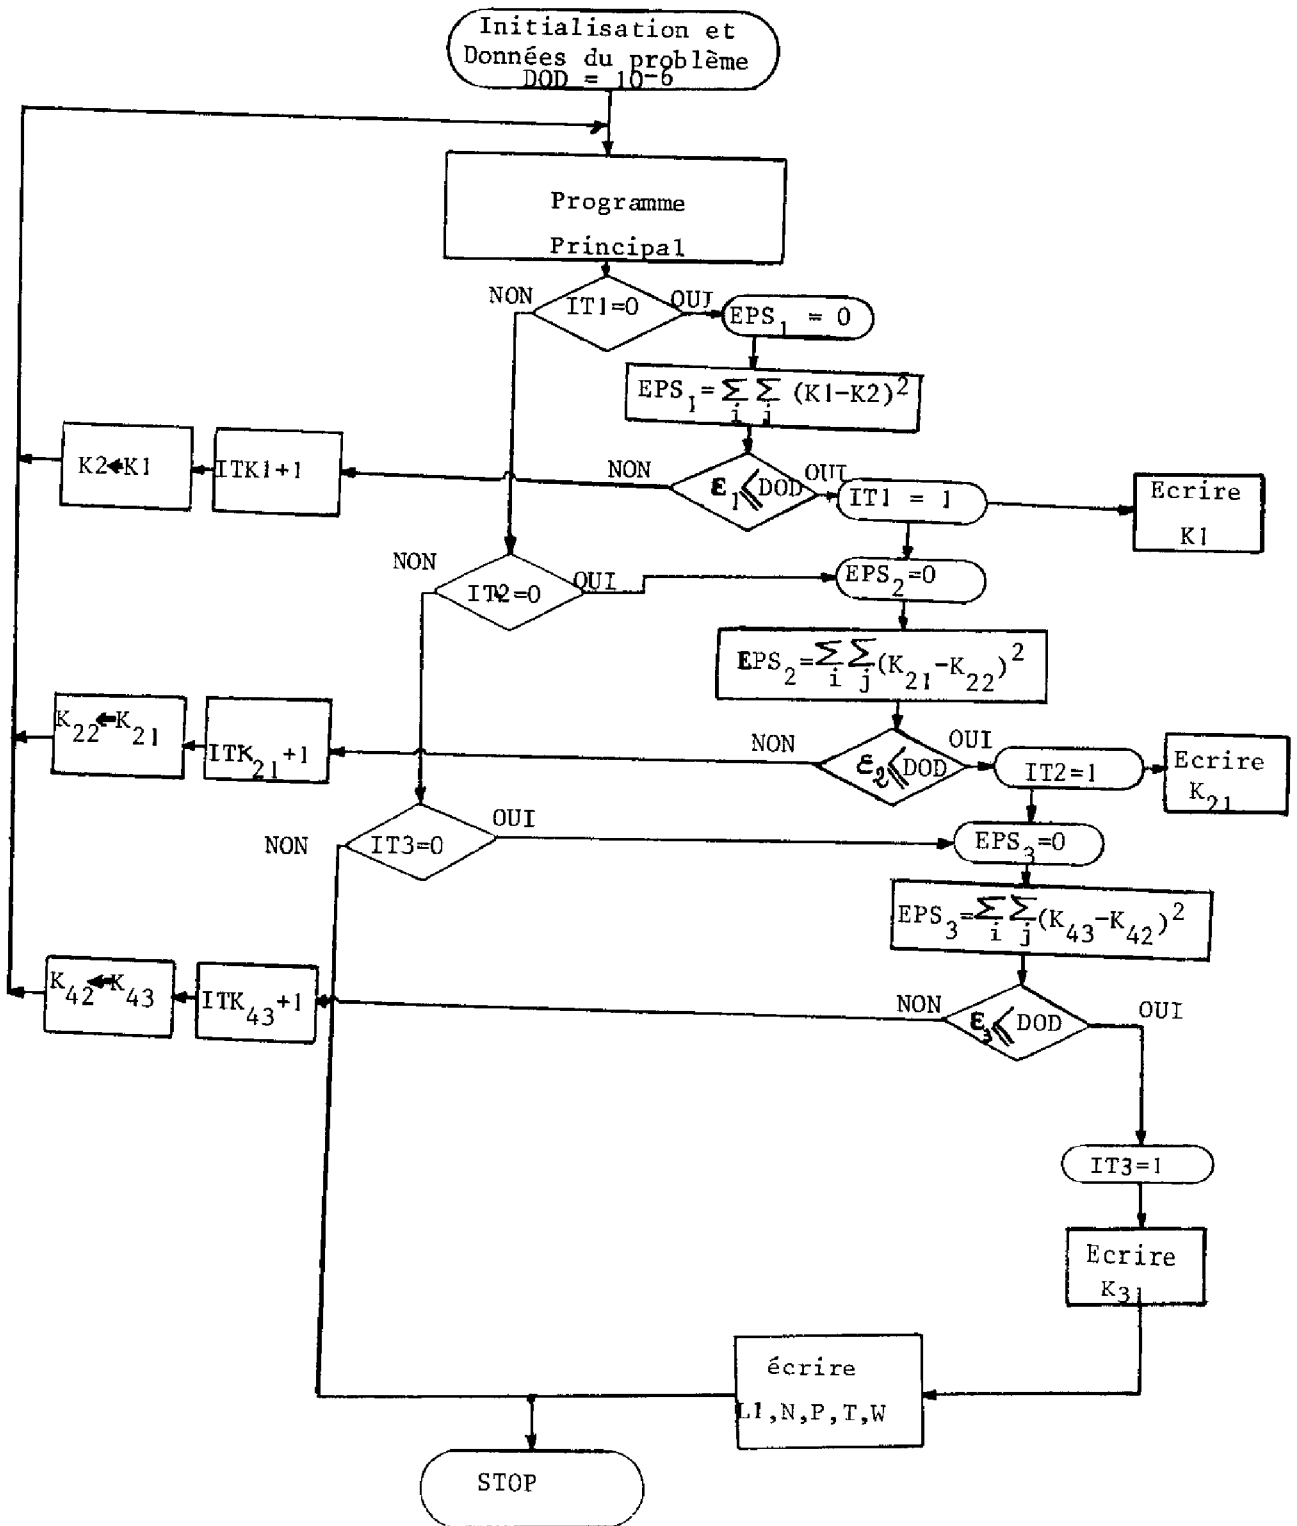 Initialisation et
Données du problème
DOD = 10-6
Programme
Principal
NON
IT1=0
OUI
EPS1 = 0
EPS1=∑i ∑j (K1-K2)2
K2←K1
ITK1+1
NON
ε1≤DOD
OUI
IT1 = 1
Ecrire
K1
NON
IT2=0
OUI
EPS2=0
EPS2=∑i ∑j(K21-K22)2
K22←K21
ITK21+1
NON
ε2≤DOD
OUI
IT2=1
Ecrire
K21
NON
IT3=0
OUI
EPS3=0
EPS3=∑i ∑j(K43-K42)2
K42←K43
ITK43+1
NON
ε3≤DOD
OUI
IT3=1
Ecrire
K31
écrire
L1,N,P,T,W
STOP